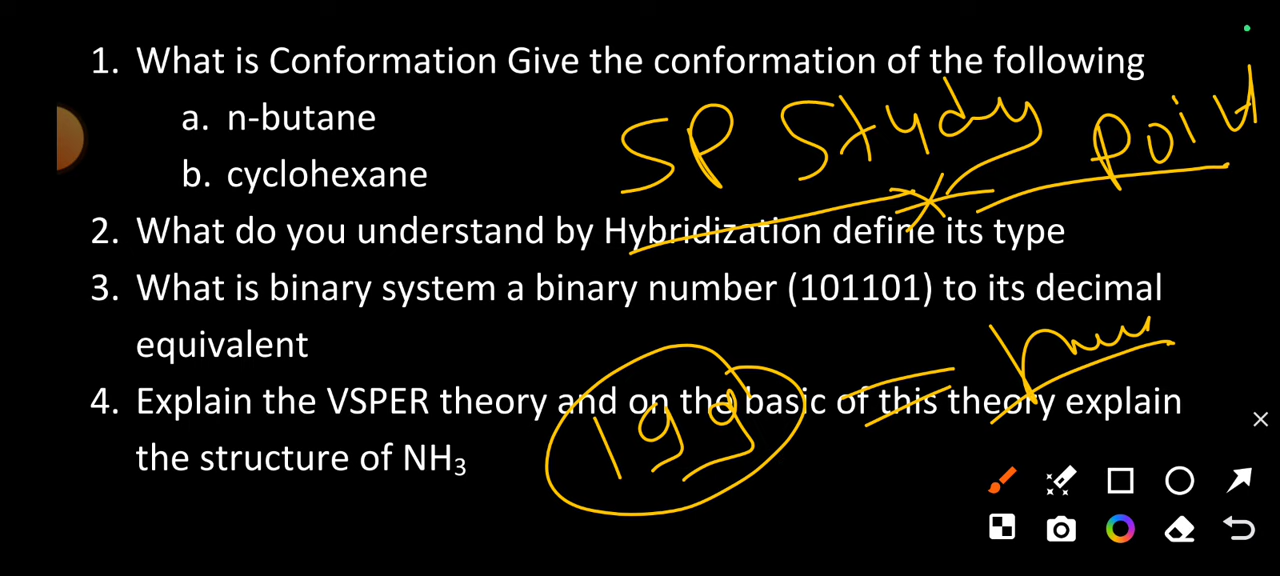 1. What is Conformation Give the conformation of the following
a. n-butane
SP Study Point
b. cyclohexane
2. What do you understand by Hybridization define its type
3. What is binary system a binary number (101101) to its decimal
equivalent
4. Explain the VSPER theory and on the basic of this theory explain
the structure of NH₃
199